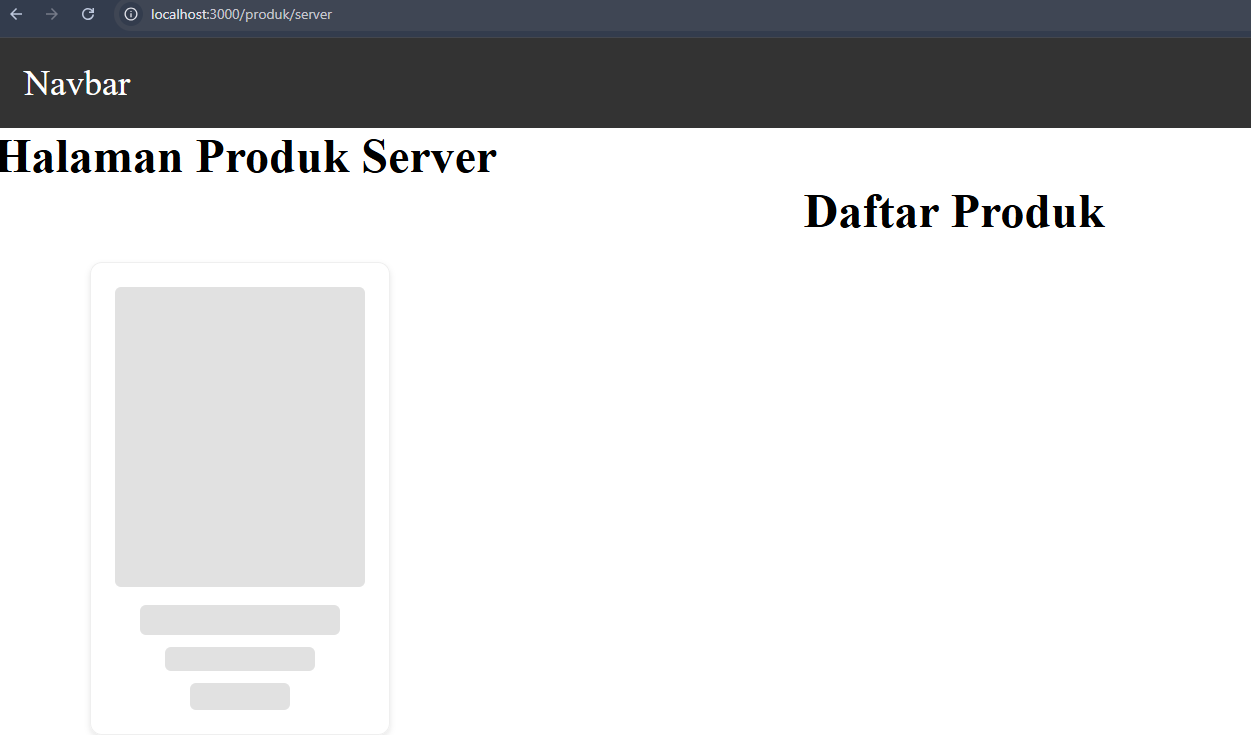 localhost:3000/produk/server
Navbar
Halaman Produk Server
Daftar Produk